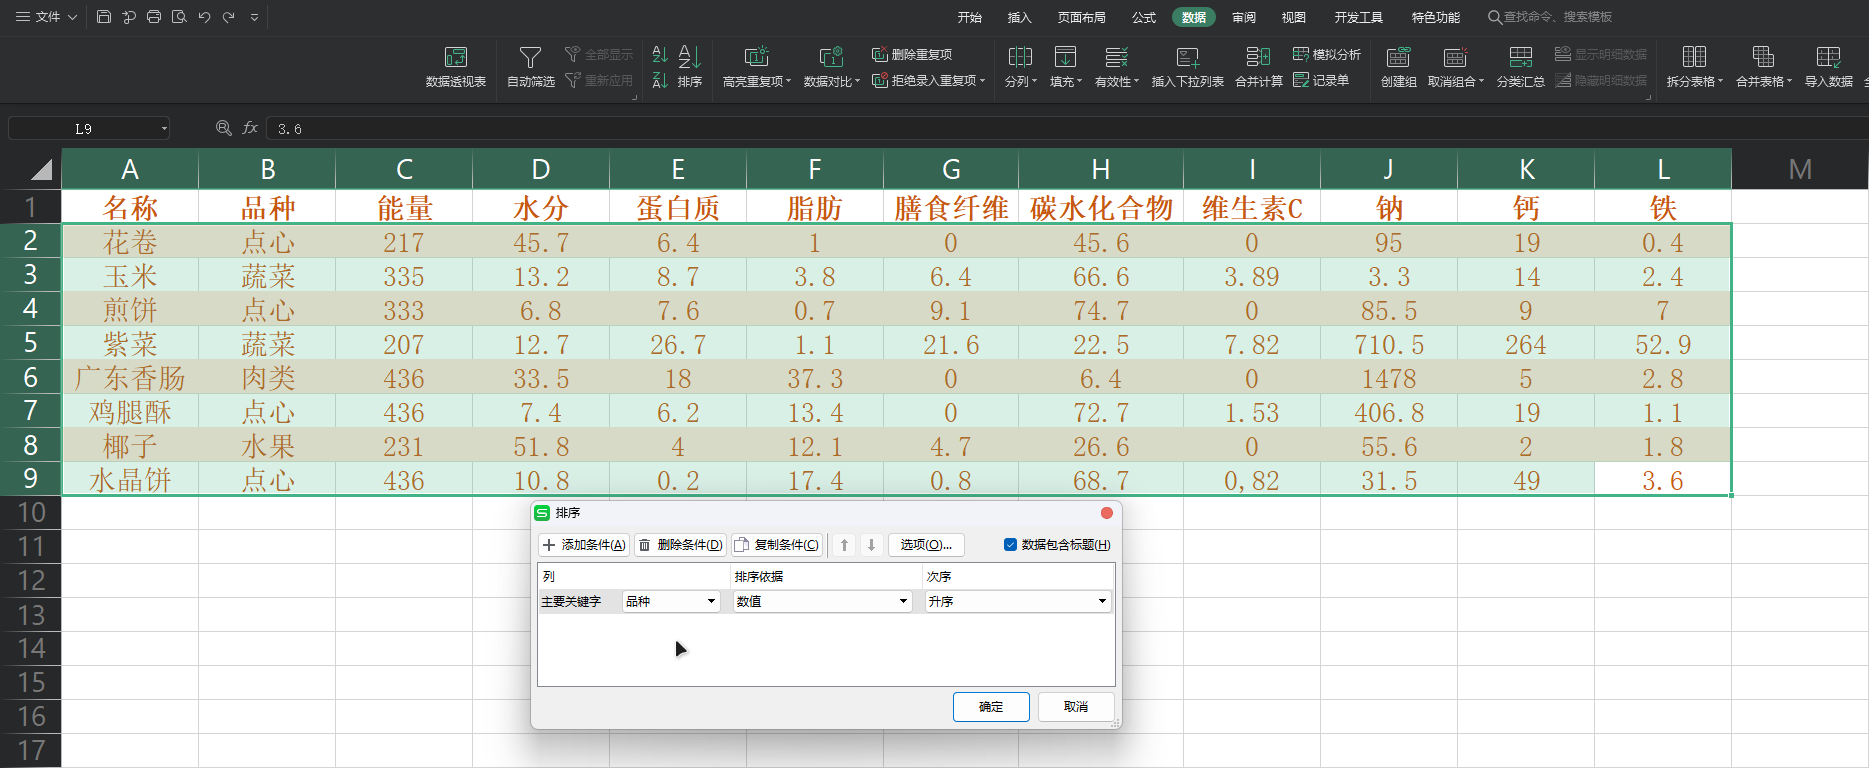 文件 开始 插入 页面布局 公式 数据 审阅 视图 开发工具 特色功能 查找命令、搜索模板
全部显示 删除重复项 模拟分析 显示明细数据
数据透视表 自动筛选 重新应用 排序 高亮重复项 数据对比 拒绝录入重复项 分列 填充 有效性 插入下拉列表 合并计算 记录单 创建组 取消组合 分类汇总 隐藏明细数据 拆分表格 合并表格 导入数据
L9 fx 3.6
A B C D E F G H I J K L M
1 名称 品种 能量 水分 蛋白质 脂肪 膳食纤维 碳水化合物 维生素C 钠 钙 铁
2 花卷 点心 217 45.7 6.4 1 0 45.6 0 95 19 0.4
3 玉米 蔬菜 335 13.2 8.7 3.8 6.4 66.6 3.89 3.3 14 2.4
4 煎饼 点心 333 6.8 7.6 0.7 9.1 74.7 0 85.5 9 7
5 紫菜 蔬菜 207 12.7 26.7 1.1 21.6 22.5 7.82 710.5 264 52.9
6 广东香肠 肉类 436 33.5 18 37.3 0 6.4 0 1478 5 2.8
7 鸡腿酥 点心 436 7.4 6.2 13.4 0 72.7 1.53 406.8 19 1.1
8 椰子 水果 231 51.8 4 12.1 4.7 26.6 0 55.6 2 1.8
9 水晶饼 点心 436 10.8 0.2 17.4 0.8 68.7 0,82 31.5 49 3.6
10
11
12
13
14
15
16
17
排序
添加条件(A) 删除条件(D) 复制条件(C) 选项(O)... 数据包含标题(H)
列 排序依据 次序
主要关键字 品种 数值 升序
确定 取消